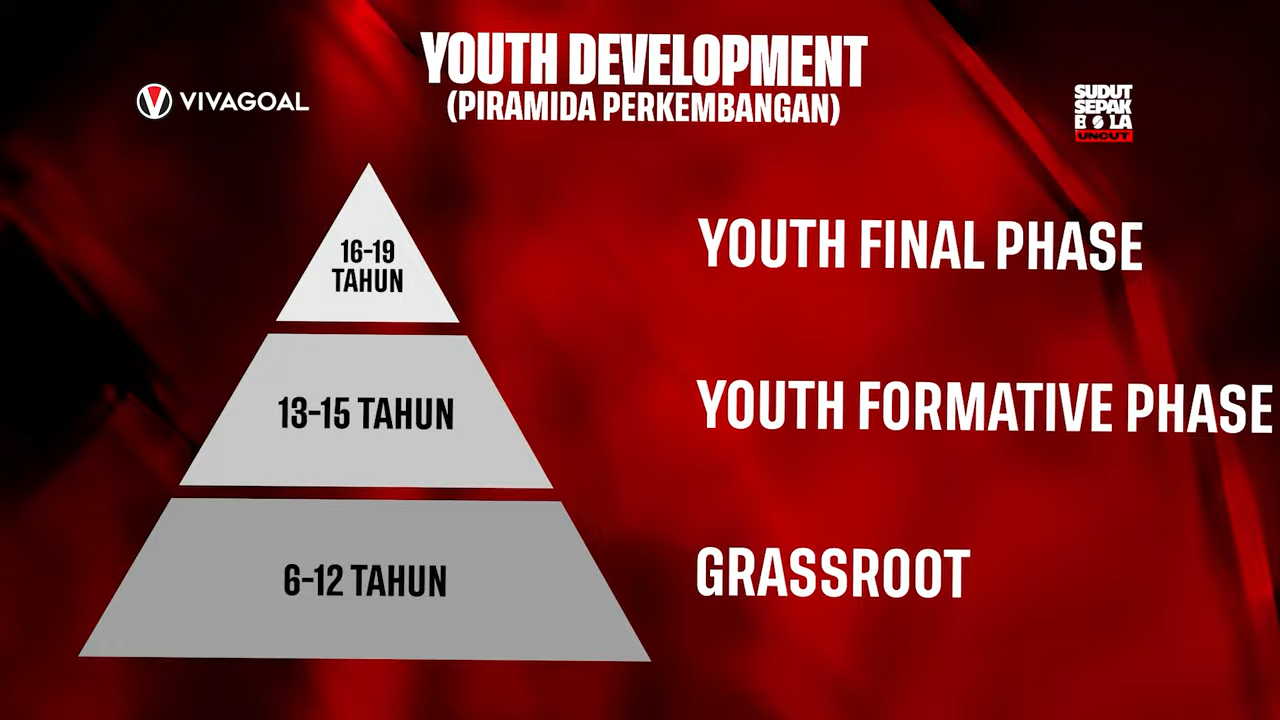 YOUTH DEVELOPMENT
(PIRAMIDA PERKEMBANGAN)
VIVAGOAL
SUDUT
SEPAK
BOLA
UNCUT
16-19
TAHUN
YOUTH FINAL PHASE
13-15 TAHUN
YOUTH FORMATIVE PHASE
6-12 TAHUN
GRASSROOT